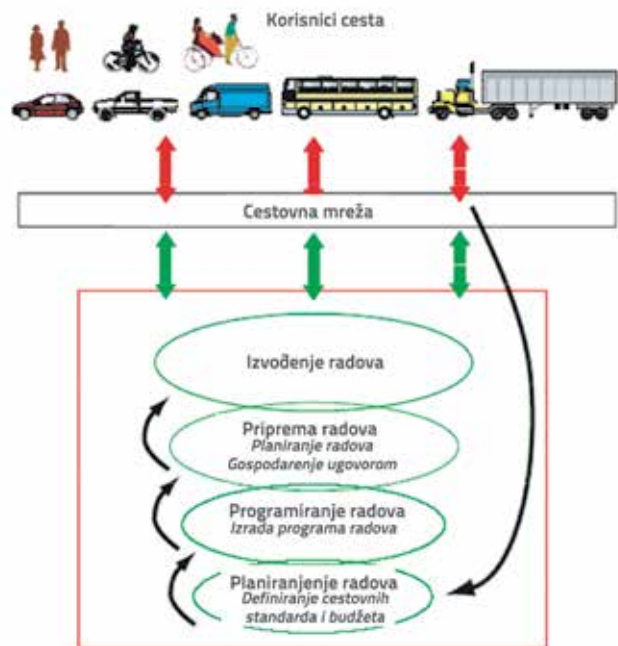 Korisnici cesta
Cestovna mreža
Izvođenje radova
Priprema radova
Planiranje radova
Gospodarenje ugovorom
Programiranje radova
Izrada programa radova
Planiranjenje radova
Definiranje cestovnih
standarda i budžeta